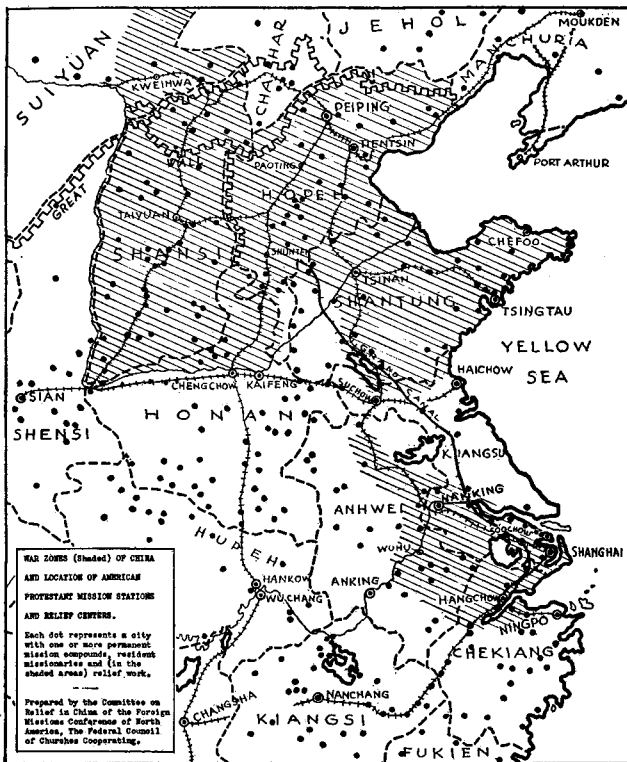 JEHOL
MOUKDEN
MANCHURIA
SUIYUAN
CHAHAR
KWEIHWA
PEIPING
TIENTSIN
PORT ARTHUR
WALL
PAOTING
HOPEH
GREAT
TAIYUAN
CHEFOO
SHANSI
SHUNTEH
TSINAN
SHANTUNG
TSINGTAU
YELLOW
SEA
GRAND CANAL
HAICHOW
CHENGCHOW
KAIFENG
SUCHOW
SIAN
SHENSI
HONAN
KIANGSU
ANHWEI
NANKING
SOOCHOW
SHANGHAI
WUHU
HUPEH
HANKOW
WUCHANG
ANKING
HANGCHOW
NINGPO
CHEKIANG
NANCHANG
CHANGSHA
KIANGSI
FUKIEN
WAR ZONES (Shaded) OF CHINA
AND LOCATION OF AMERICAN
PROTESTANT MISSION STATIONS
AND RELIEF CENTERS.
Each dot represents a city
with one or more permanent
mission compounds, resident
missionaries and (in the
shaded areas) relief work.
Prepared by the Committee on
Relief in China of the Foreign
Missions Conference of North
America, The Federal Council
of Churches Cooperating.